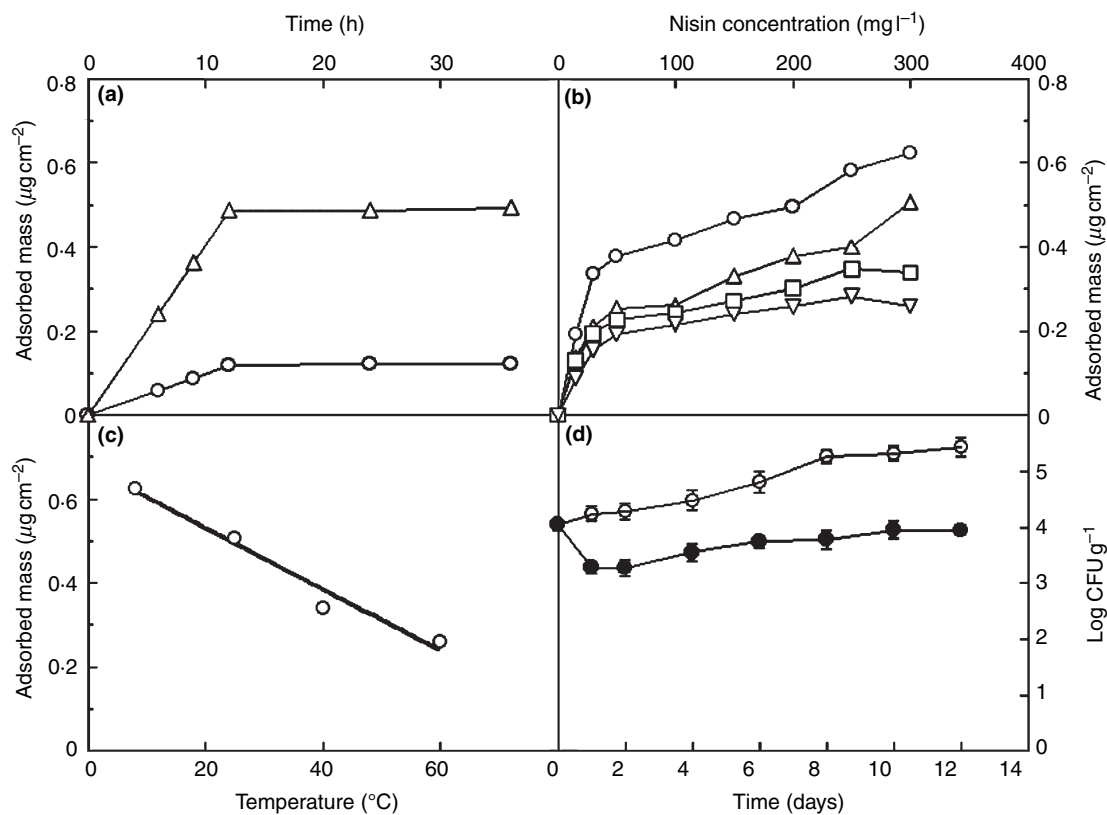 Time (h)
Nisin concentration (mg l⁻¹)
0 10 20 30
0 100 200 300 400
0·8
0·6
0·4
0·2
0
Adsorbed mass (µg cm⁻²)
(a)
(b)
0·8
0·6
0·4
0·2
0
Adsorbed mass (µg cm⁻²)
(c)
0·6
0·4
0·2
0
Adsorbed mass (µg cm⁻²)
(d)
5
4
3
2
1
0
Log CFU g⁻¹
0 20 40 60
0 2 4 6 8 10 12 14
Temperature (°C)
Time (days)